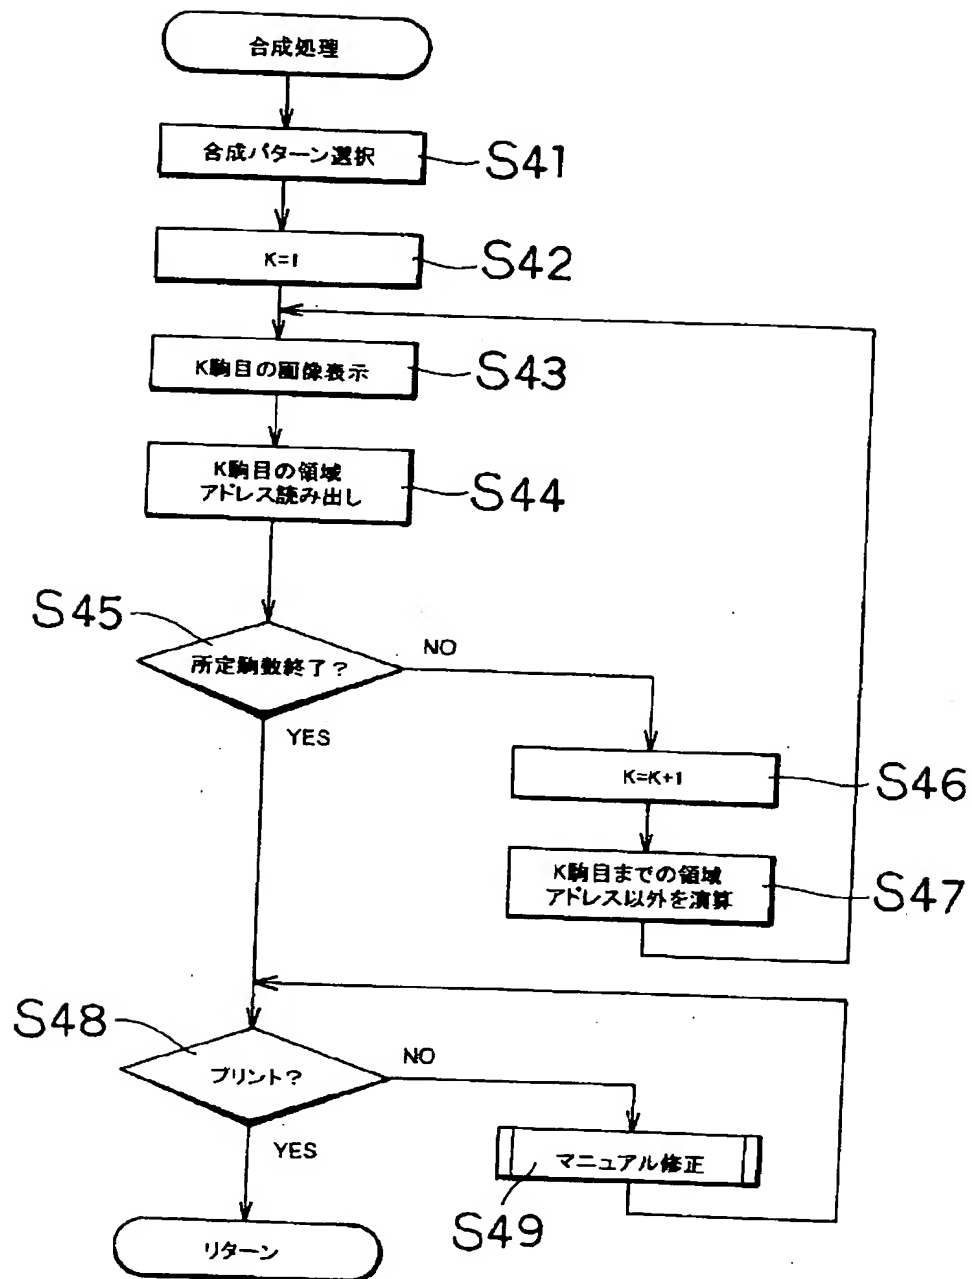 合成処理
合成パターン選択
S41
K=1
S42
K駒目の画像表示
S43
K駒目の領域
アドレス読み出し
S44
S45
所定駒数終了?
NO
YES
K=K+1
S46
K駒目までの領域
アドレス以外を演算
S47
S48
プリント?
NO
YES
マニュアル修正
S49
リターン